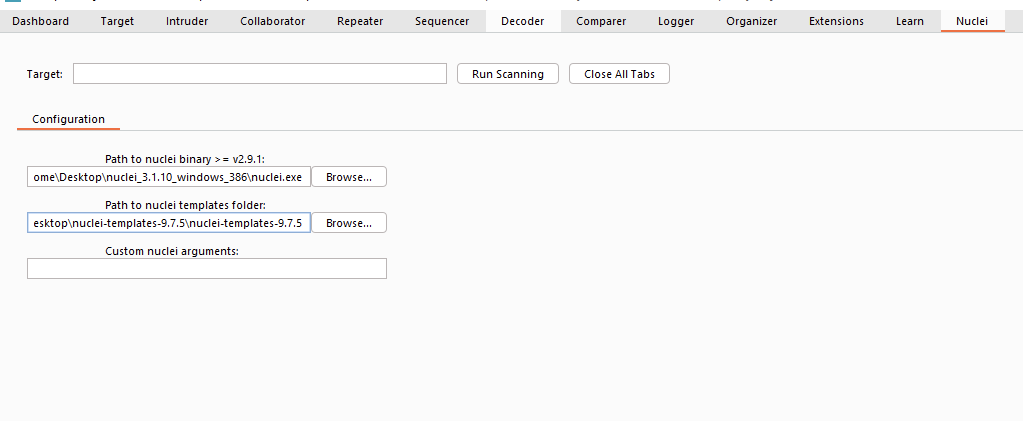 Dashboard Target Intruder Collaborator Repeater Sequencer Decoder Comparer Logger Organizer Extensions Learn Nuclei
Target: Run Scanning Close All Tabs
Configuration
Path to nuclei binary >= v2.9.1:
ome\Desktop\nuclei_3.1.10_windows_386\nuclei.exe Browse...
Path to nuclei templates folder:
esktop\nuclei-templates-9.7.5\nuclei-templates-9.7.5 Browse...
Custom nuclei arguments: